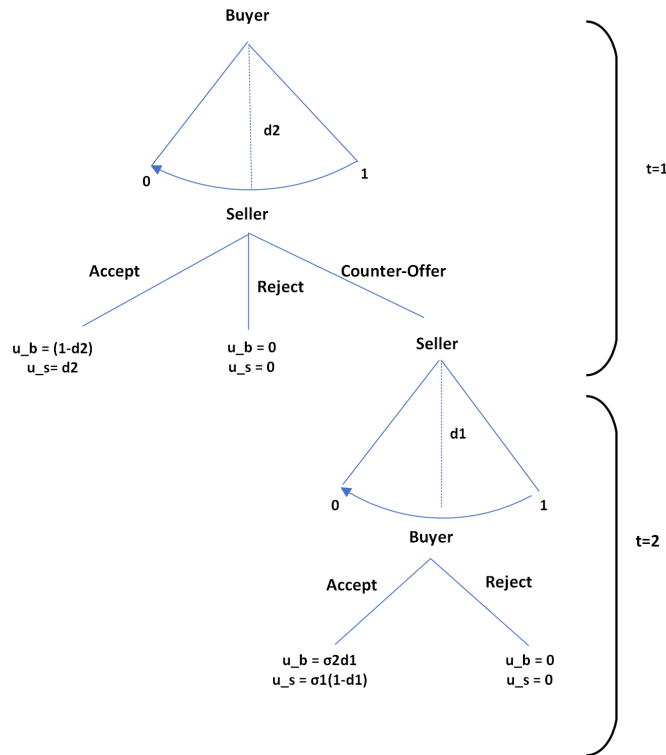 Buyer
d2
0
1
t=1
Seller
Accept
Reject
Counter-Offer
u_b = (1-d2)
u_s= d2
u_b = 0
u_s = 0
Seller
d1
0
1
Buyer
t=2
Accept
Reject
u_b = σ2d1
u_s = σ1(1-d1)
u_b = 0
u_s = 0